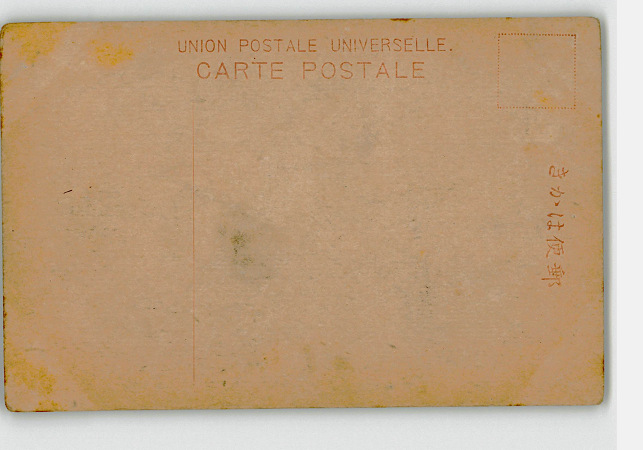 UNION POSTALE UNIVERSELLE.
CARTE POSTALE
郵便はかき